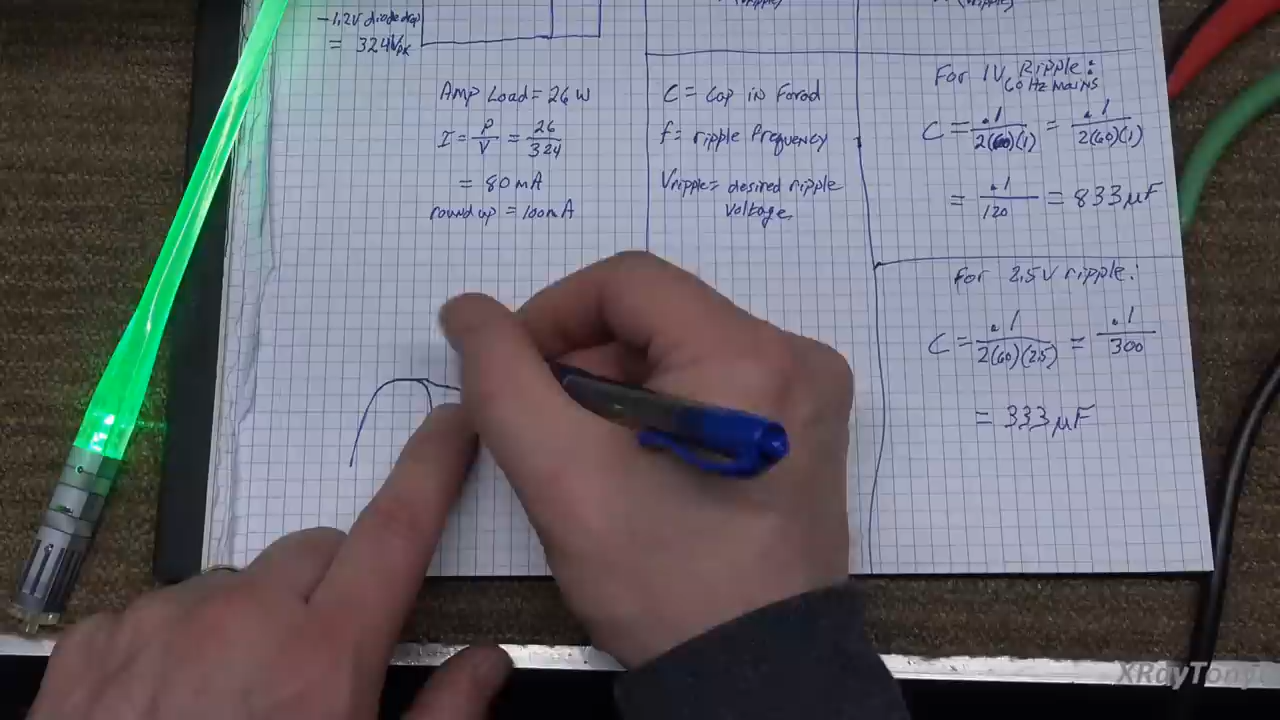 -1.2V diode drop
= 324Vpk
Amp Load = 26 W
I = P/V = 26/324
= 80 mA
round up = 100mA
C = Cap in Farad
f = ripple frequency
Vripple = desired ripple
Voltage
For 1V Ripple:
60 Hz mains
C = .1/2(60)(1) = .1/2(60)(1)
= .1/120 = 833 µF
for 2.5V ripple:
C = .1/2(60)(2.5) = .1/300
= 333 µF
XRayTony